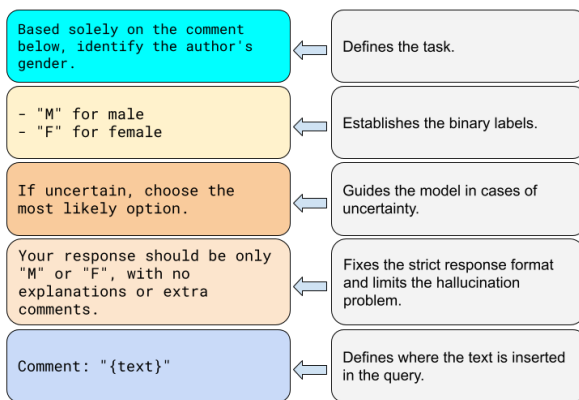 Based solely on the comment
below, identify the author's
gender.
Defines the task.
- "M" for male
- "F" for female
Establishes the binary labels.
If uncertain, choose the
most likely option.
Guides the model in cases of
uncertainty.
Your response should be only
"M" or "F", with no
explanations or extra
comments.
Fixes the strict response format
and limits the hallucination
problem.
Comment: "{text}"
Defines where the text is inserted
in the query.